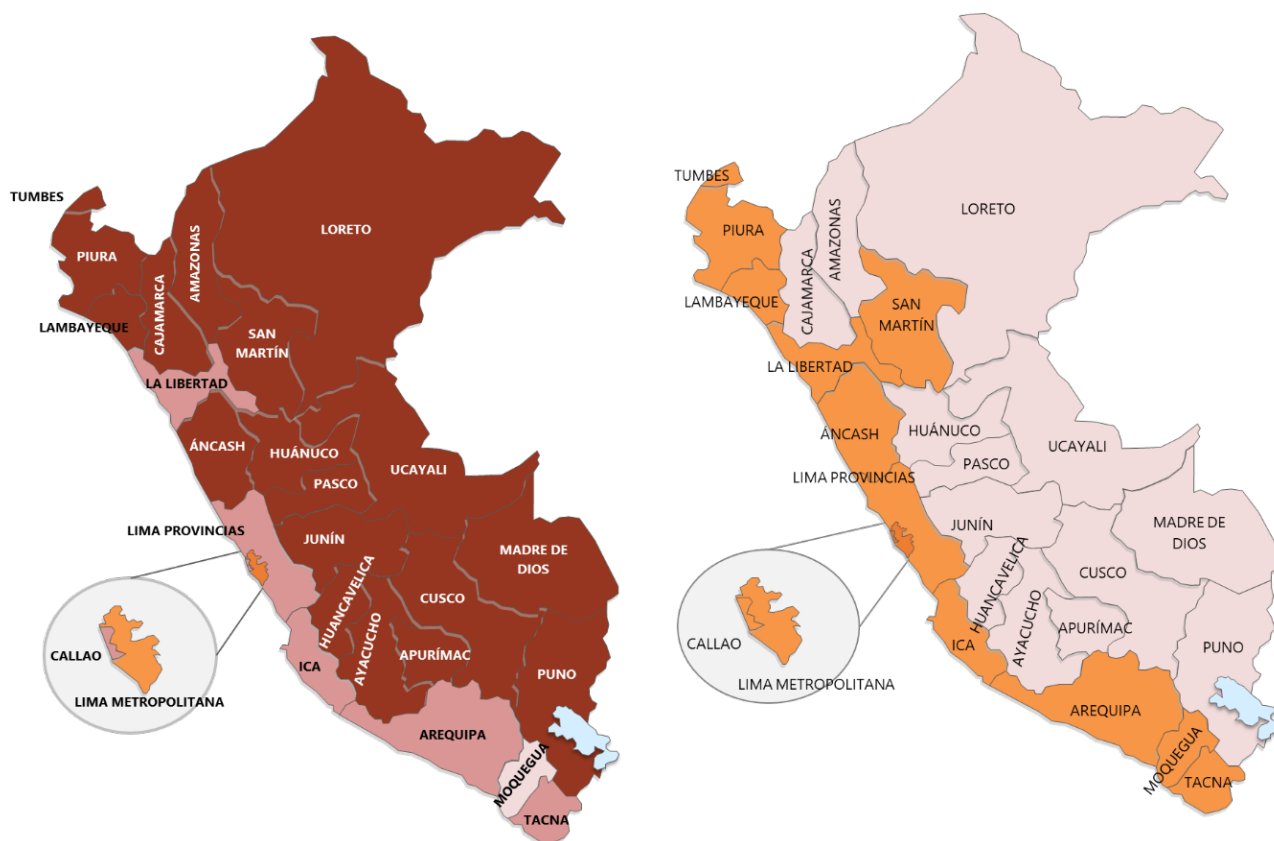 TUMBES
PIURA
LAMBAYEQUE
CAJAMARCA
AMAZONAS
LORETO
SAN
MARTÍN
LA LIBERTAD
ÁNCASH
HUÁNUCO
PASCO
UCAYALI
LIMA PROVINCIAS
JUNÍN
MADRE DE
DIOS
HUANCAVELICA
CUSCO
AYACUCHO
APURÍMAC
ICA
PUNO
CALLAO
LIMA METROPOLITANA
AREQUIPA
MOQUEGUA
TACNA
TUMBES
PIURA
LAMBAYEQUE
CAJAMARCA
AMAZONAS
LORETO
SAN
MARTÍN
LA LIBERTAD
ÁNCASH
HUÁNUCO
PASCO
UCAYALI
LIMA PROVINCIAS
JUNÍN
MADRE DE
DIOS
HUANCAVELICA
CUSCO
AYACUCHO
APURÍMAC
ICA
PUNO
CALLAO
LIMA METROPOLITANA
AREQUIPA
MOQUEGUA
TACNA